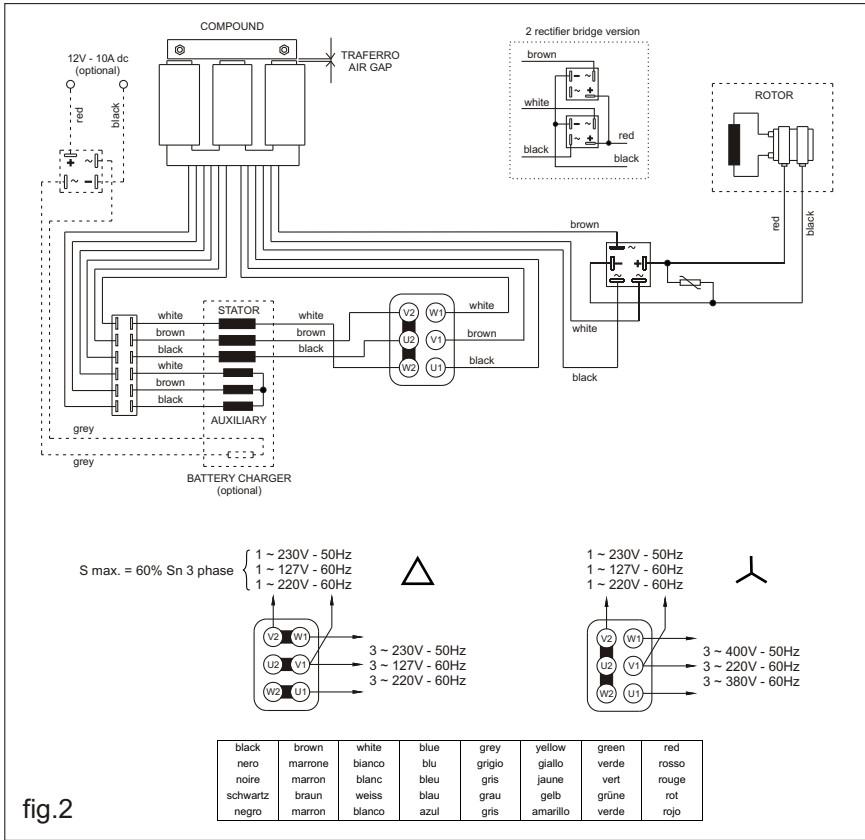 COMPOUND
12V - 10A dc
(optional)
TRAFERRO
AIR GAP
2 rectifier bridge version
brown
white
black
red
black
- ~
~ +
- ~
~ +
ROTOR
red
black
+ ~
~ -
red
black
brown
~
- +
~ ~
white
black
white
brown
black
white
brown
black
STATOR
AUXILIARY
white
brown
black
V2 W1
U2 V1
W2 U1
white
brown
black
grey
grey
BATTERY CHARGER
(optional)
S max. = 60% Sn 3 phase
1 ~ 230V - 50Hz
1 ~ 127V - 60Hz
1 ~ 220V - 60Hz
V2 W1
U2 V1
W2 U1
3 ~ 230V - 50Hz
3 ~ 127V - 60Hz
3 ~ 220V - 60Hz
1 ~ 230V - 50Hz
1 ~ 127V - 60Hz
1 ~ 220V - 60Hz
V2 W1
U2 V1
W2 U1
3 ~ 400V - 50Hz
3 ~ 220V - 60Hz
3 ~ 380V - 60Hz
black brown white blue grey yellow green red
nero marrone bianco blu grigio giallo verde rosso
noire marron blanc bleu gris jaune vert rouge
schwartz braun weiss blau grau gelb grüne rot
negro marron blanco azul gris amarillo verde rojo
fig.2